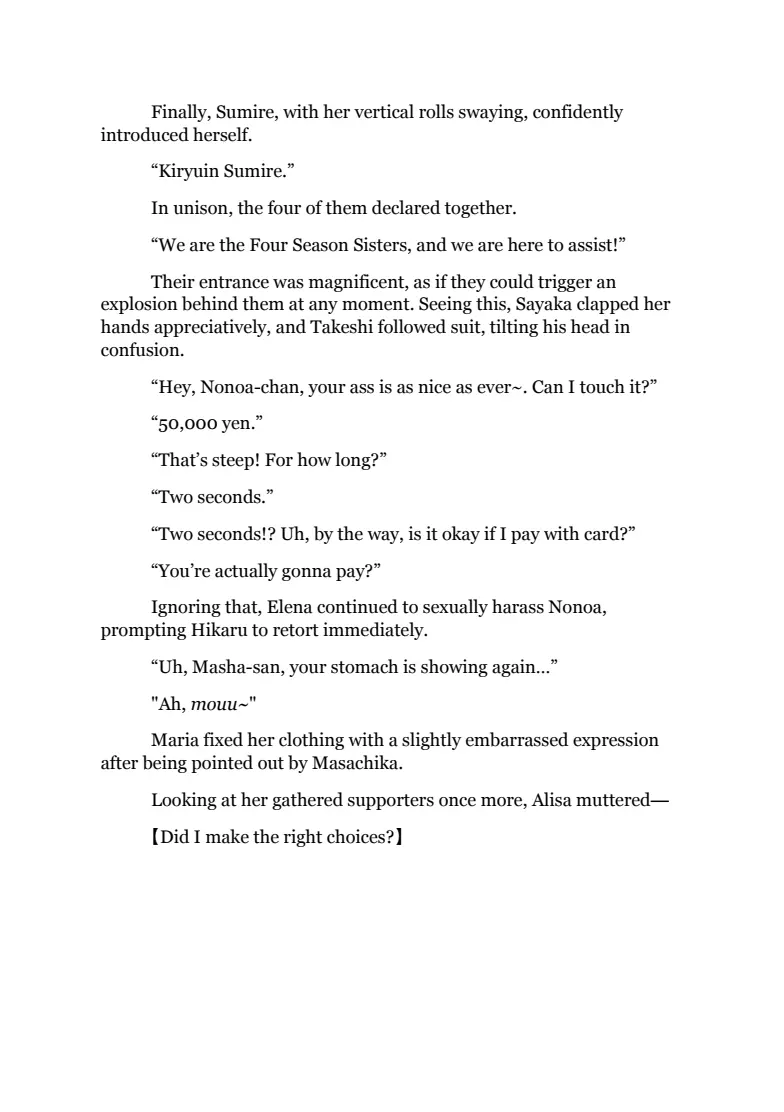 Finally, Sumire, with her vertical rolls swaying, confidently
introduced herself.
“Kiryuin Sumire.”
In unison, the four of them declared together.
“We are the Four Season Sisters, and we are here to assist!”
Their entrance was magnificent, as if they could trigger an
explosion behind them at any moment. Seeing this, Sayaka clapped her
hands appreciatively, and Takeshi followed suit, tilting his head in
confusion.
“Hey, Nonoa-chan, your ass is as nice as ever~. Can I touch it?”
“50,000 yen.”
“That’s steep! For how long?”
“Two seconds.”
“Two seconds!? Uh, by the way, is it okay if I pay with card?”
“You’re actually gonna pay?”
Ignoring that, Elena continued to sexually harass Nonoa,
prompting Hikaru to retort immediately.
“Uh, Masha-san, your stomach is showing again…”
"Ah, mouu~"
Maria fixed her clothing with a slightly embarrassed expression
after being pointed out by Masachika.
Looking at her gathered supporters once more, Alisa muttered—
【Did I make the right choices?】